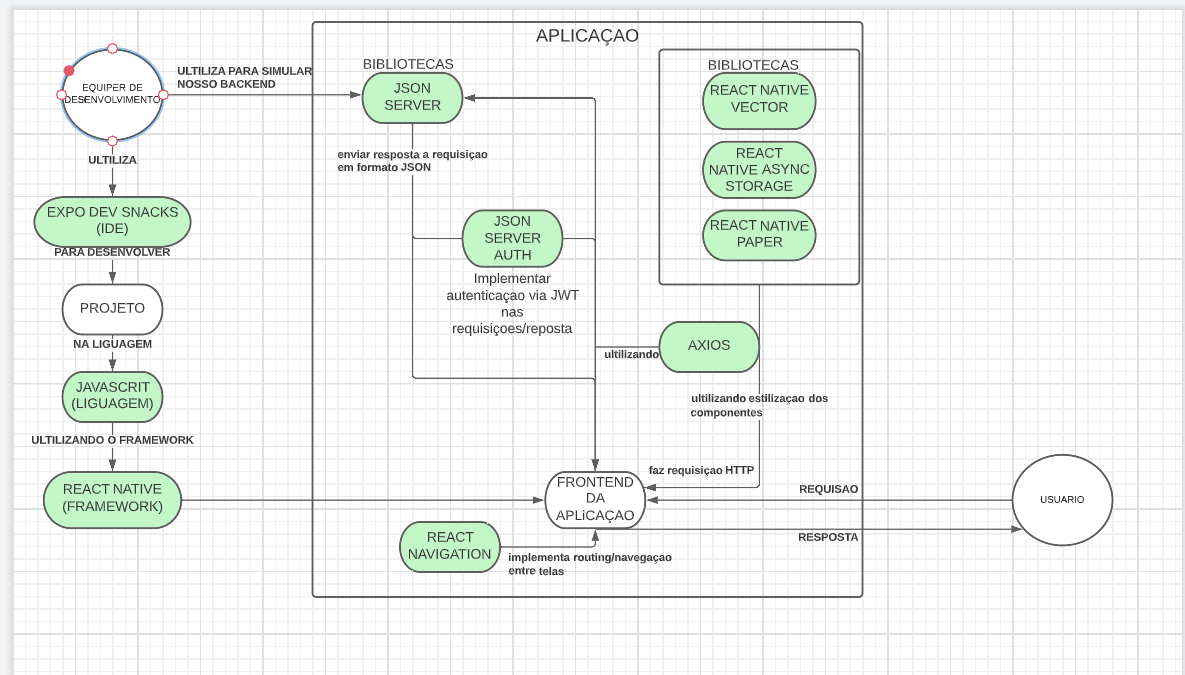 APLICAÇAO
EQUIPER DE
DESENVOLVIMENTO
ULTILIZA PARA SIMULAR
NOSSO BACKEND
ULTILIZA
EXPO DEV SNACKS
(IDE)
PARA DESENVOLVER
PROJETO
NA LIGUAGEM
JAVASCRIT
(LIGUAGEM)
ULTILIZANDO O FRAMEWORK
REACT NATIVE
(FRAMEWORK)
BIBLIOTECAS
JSON
SERVER
enviar resposta a requisiçao
em formato JSON
JSON
SERVER
AUTH
Implementar
autenticaçao via JWT
nas
requisiçoes/reposta
BIBLIOTECAS
REACT NATIVE
VECTOR
REACT
NATIVE ASYNC
STORAGE
REACT NATIVE
PAPER
ultilizando
AXIOS
ultilizando estilizaçao dos
componentes
faz requisiçao HTTP
FRONTEND
DA
APLiCAÇAO
REACT
NAVIGATION
implementa routing/navegaçao
entre telas
REQUISAO
RESPOSTA
USUARIO